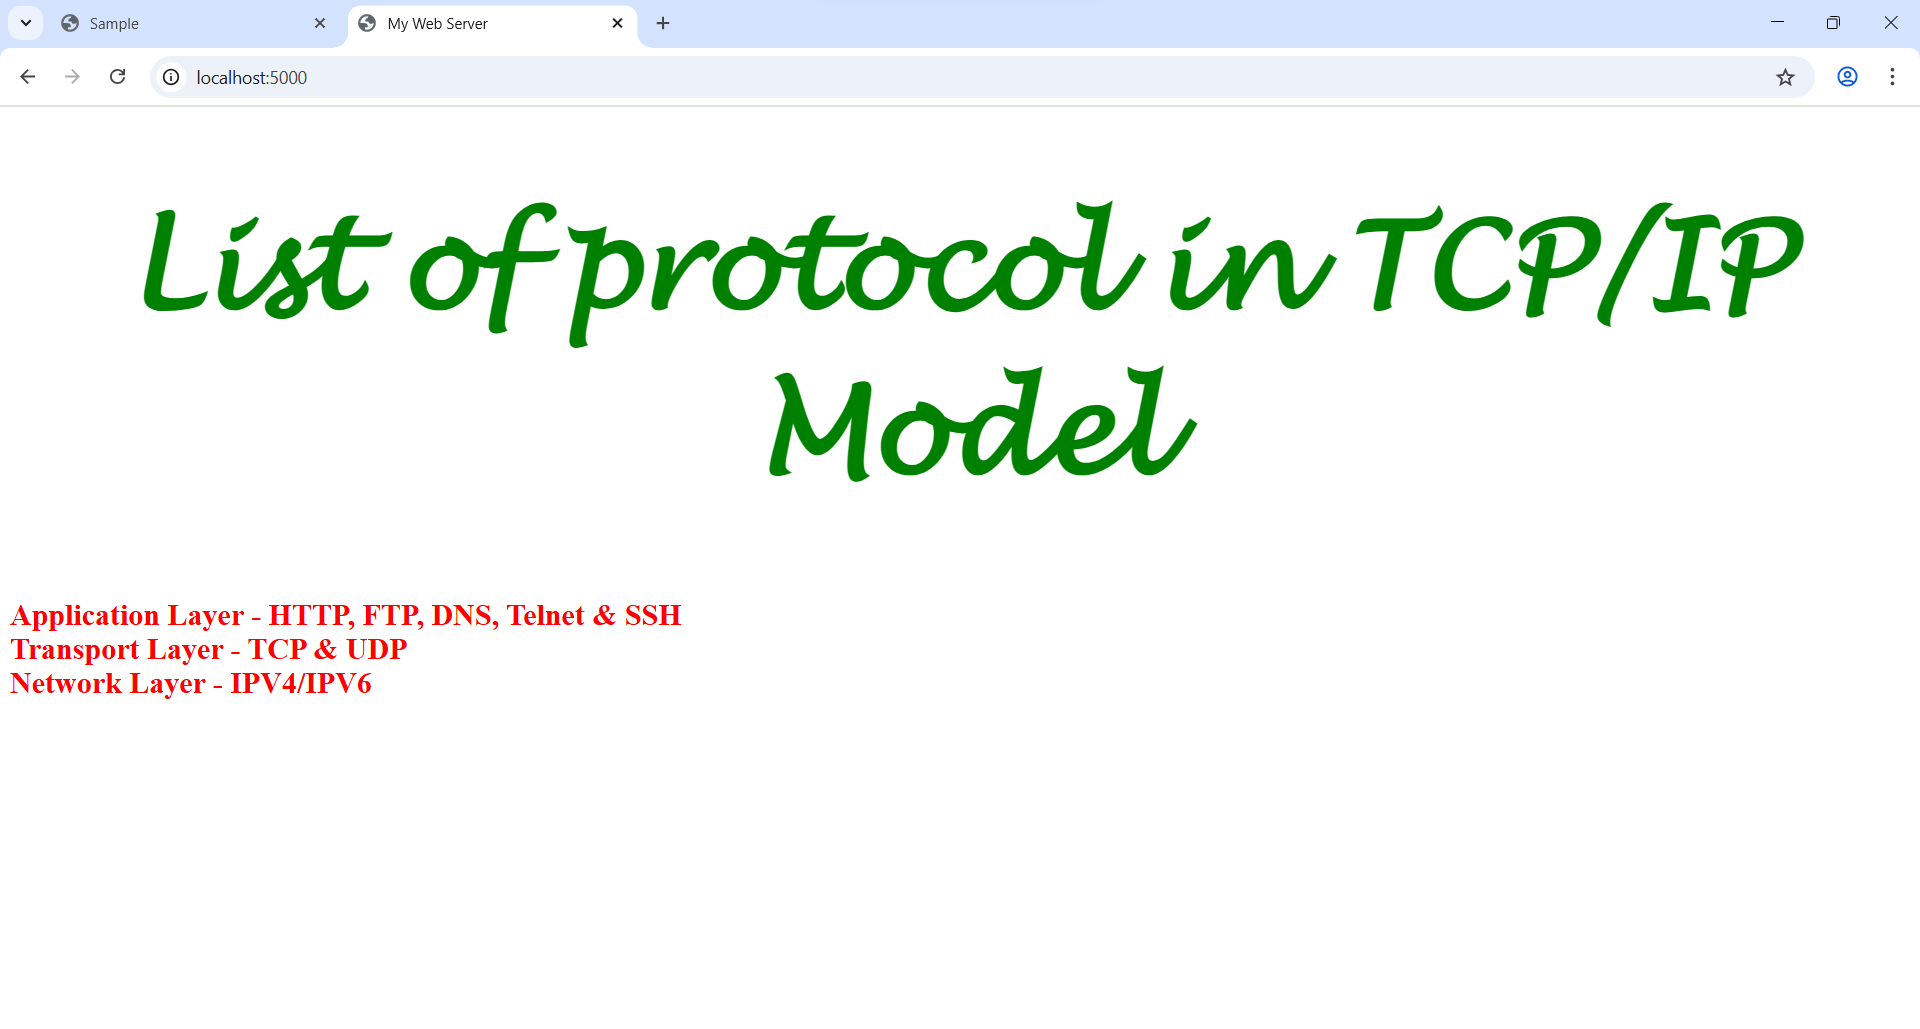 Sample
My Web Server
localhost:5000
List of protocol in TCP/IP
Model
Application Layer - HTTP, FTP, DNS, Telnet & SSH
Transport Layer - TCP & UDP
Network Layer - IPV4/IPV6